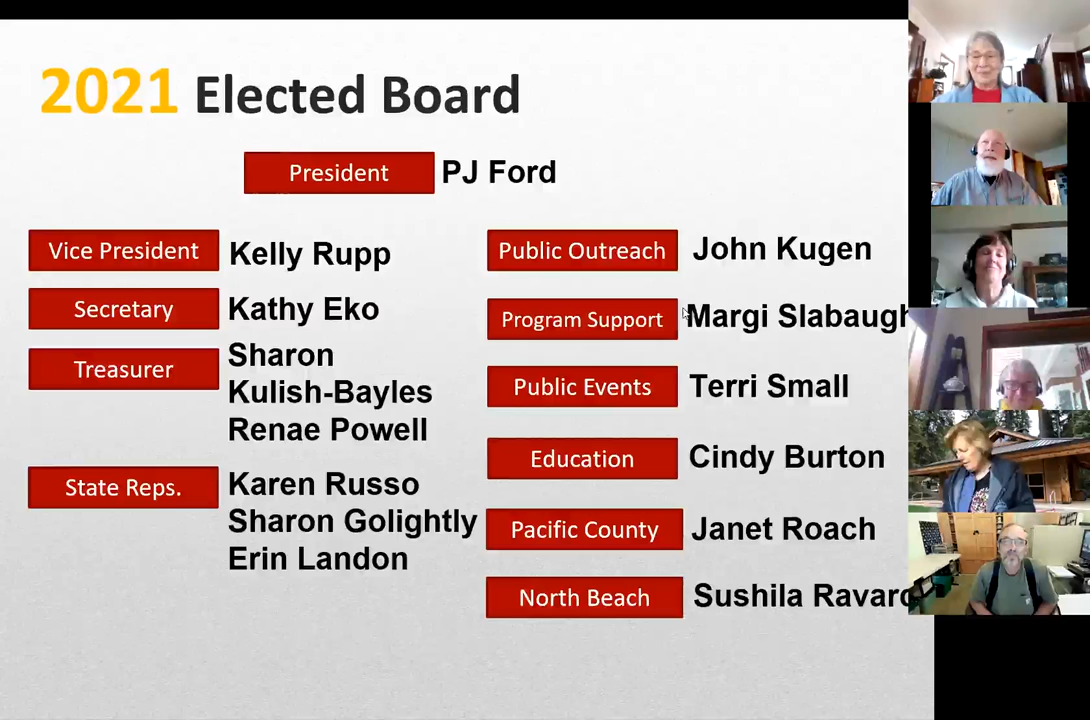 2021 Elected Board
President PJ Ford
Vice President Kelly Rupp
Secretary Kathy Eko
Treasurer Sharon
Kulish-Bayles
Renae Powell
State Reps. Karen Russo
Sharon Golightly
Erin Landon
Public Outreach John Kugen
Program Support Margi Slabaugh
Public Events Terri Small
Education Cindy Burton
Pacific County Janet Roach
North Beach Sushila